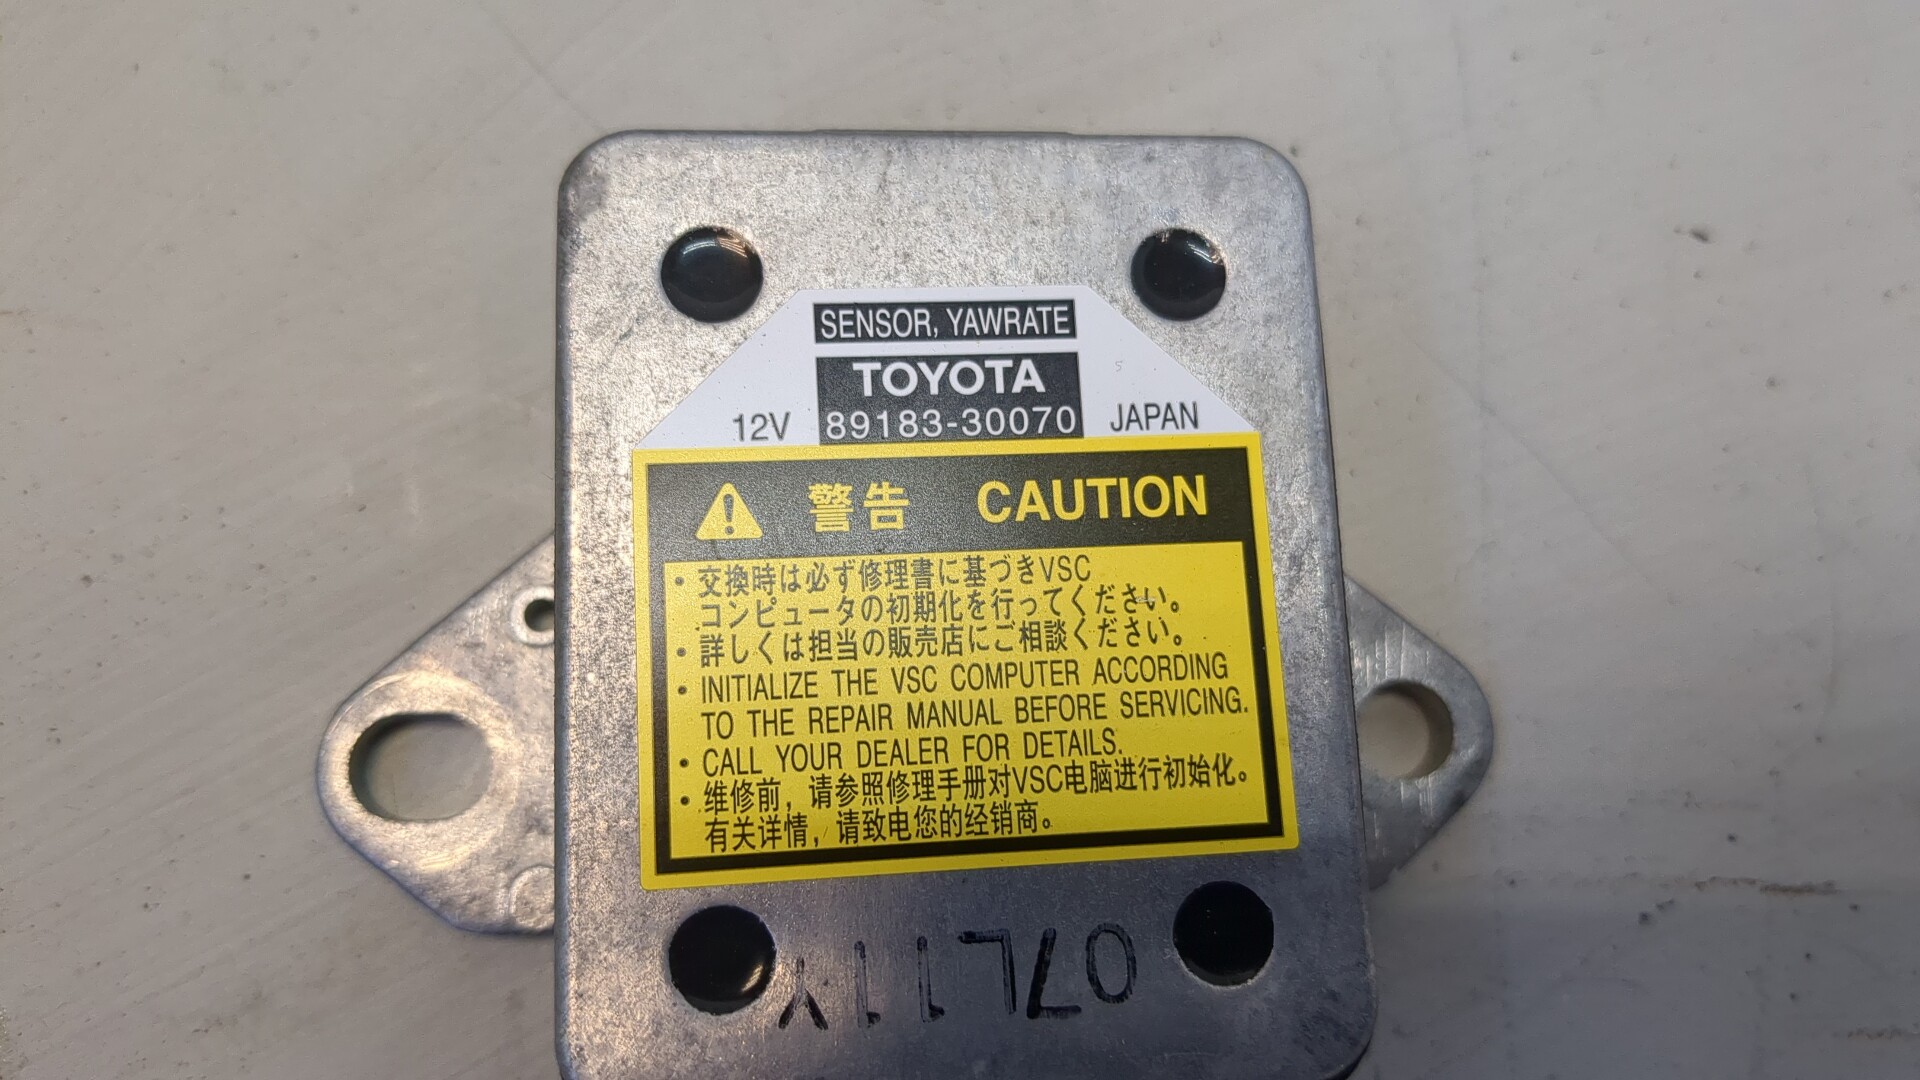 SENSOR, YAWRATE
TOYOTA
12V 89183-30070 JAPAN
警告 CAUTION
・交換時は必ず修理書に基づきVSC
コンピュータの初期化を行ってください。
・詳しくは担当の販売店にご相談ください。
・INITIALIZE THE VSC COMPUTER ACCORDING
TO THE REPAIR MANUAL BEFORE SERVICING.
・CALL YOUR DEALER FOR DETAILS.
・维修前，请参照修理手册对VSC电脑进行初始化。
有关详情，请致电您的经销商。
07L11Y